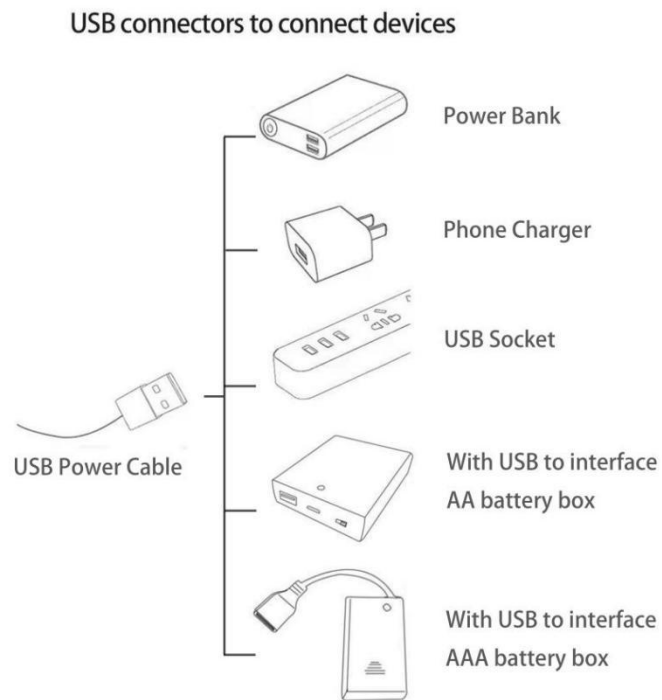 USB connectors to connect devices
Power Bank
Phone Charger
USB Socket
USB Power Cable
With USB to interface
AA battery box
With USB to interface
AAA battery box